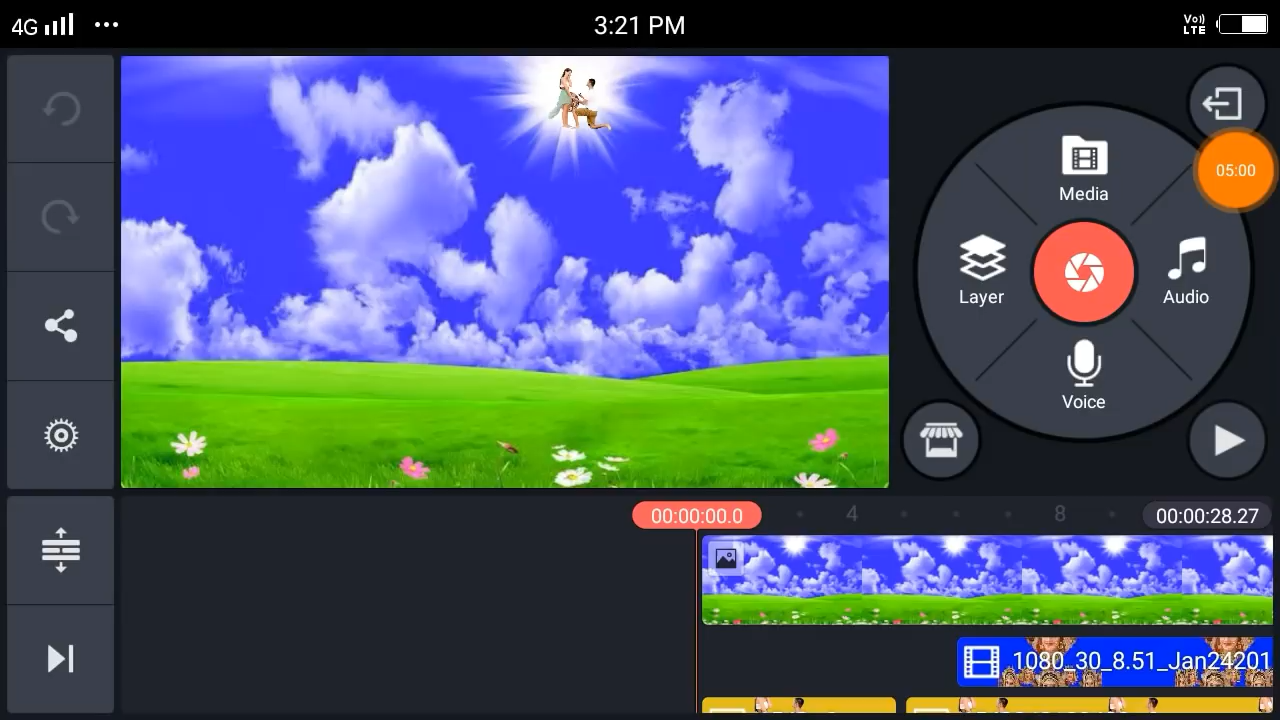 4G
3:21 PM
Vo)) LTE
Media
05:00
Layer
Audio
Voice
00:00:00.0
4
8
00:00:28.27
1080_30_8.51_Jan24201